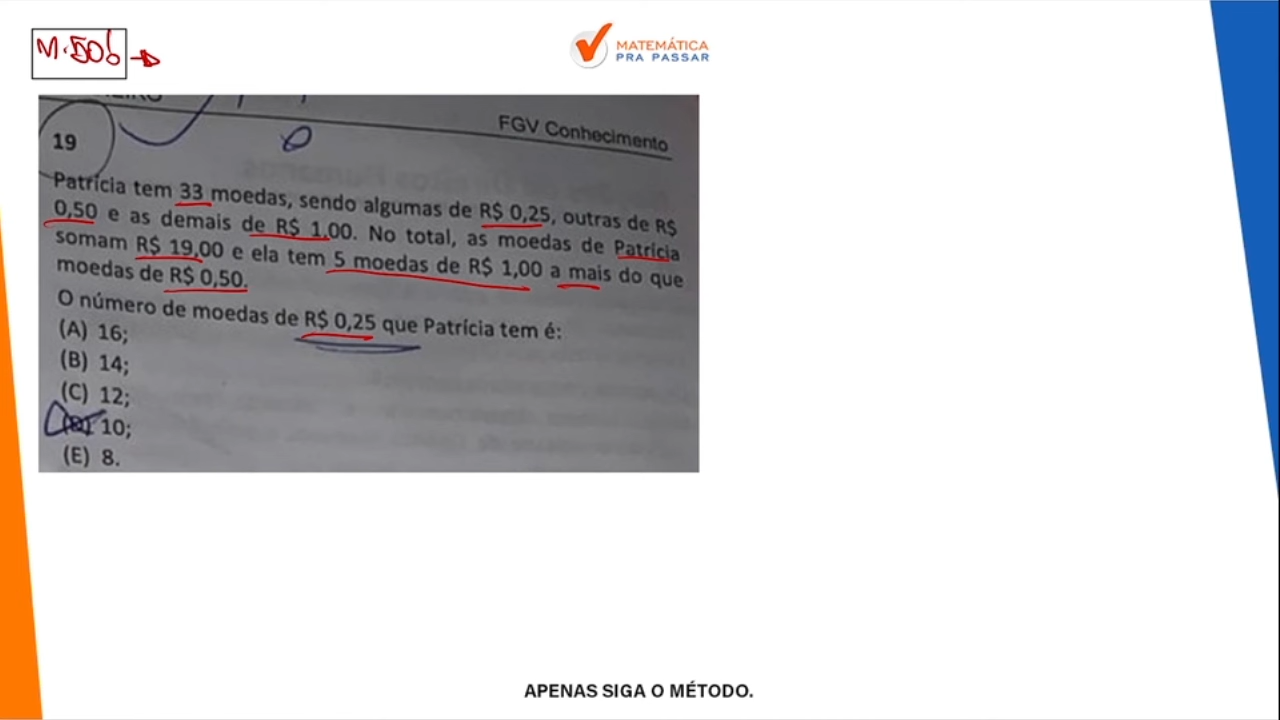 M.50b
MATEMÁTICA
PRA PASSAR
FGV Conhecimento
19
Patrícia tem 33 moedas, sendo algumas de R$ 0,25, outras de R$
0,50 e as demais de R$ 1,00. No total, as moedas de Patrícia
somam R$ 19,00 e ela tem 5 moedas de R$ 1,00 a mais do que
moedas de R$ 0,50.
O número de moedas de R$ 0,25 que Patrícia tem é:
(A) 16;
(B) 14;
(C) 12;
(D) 10;
(E) 8.
APENAS SIGA O MÉTODO.